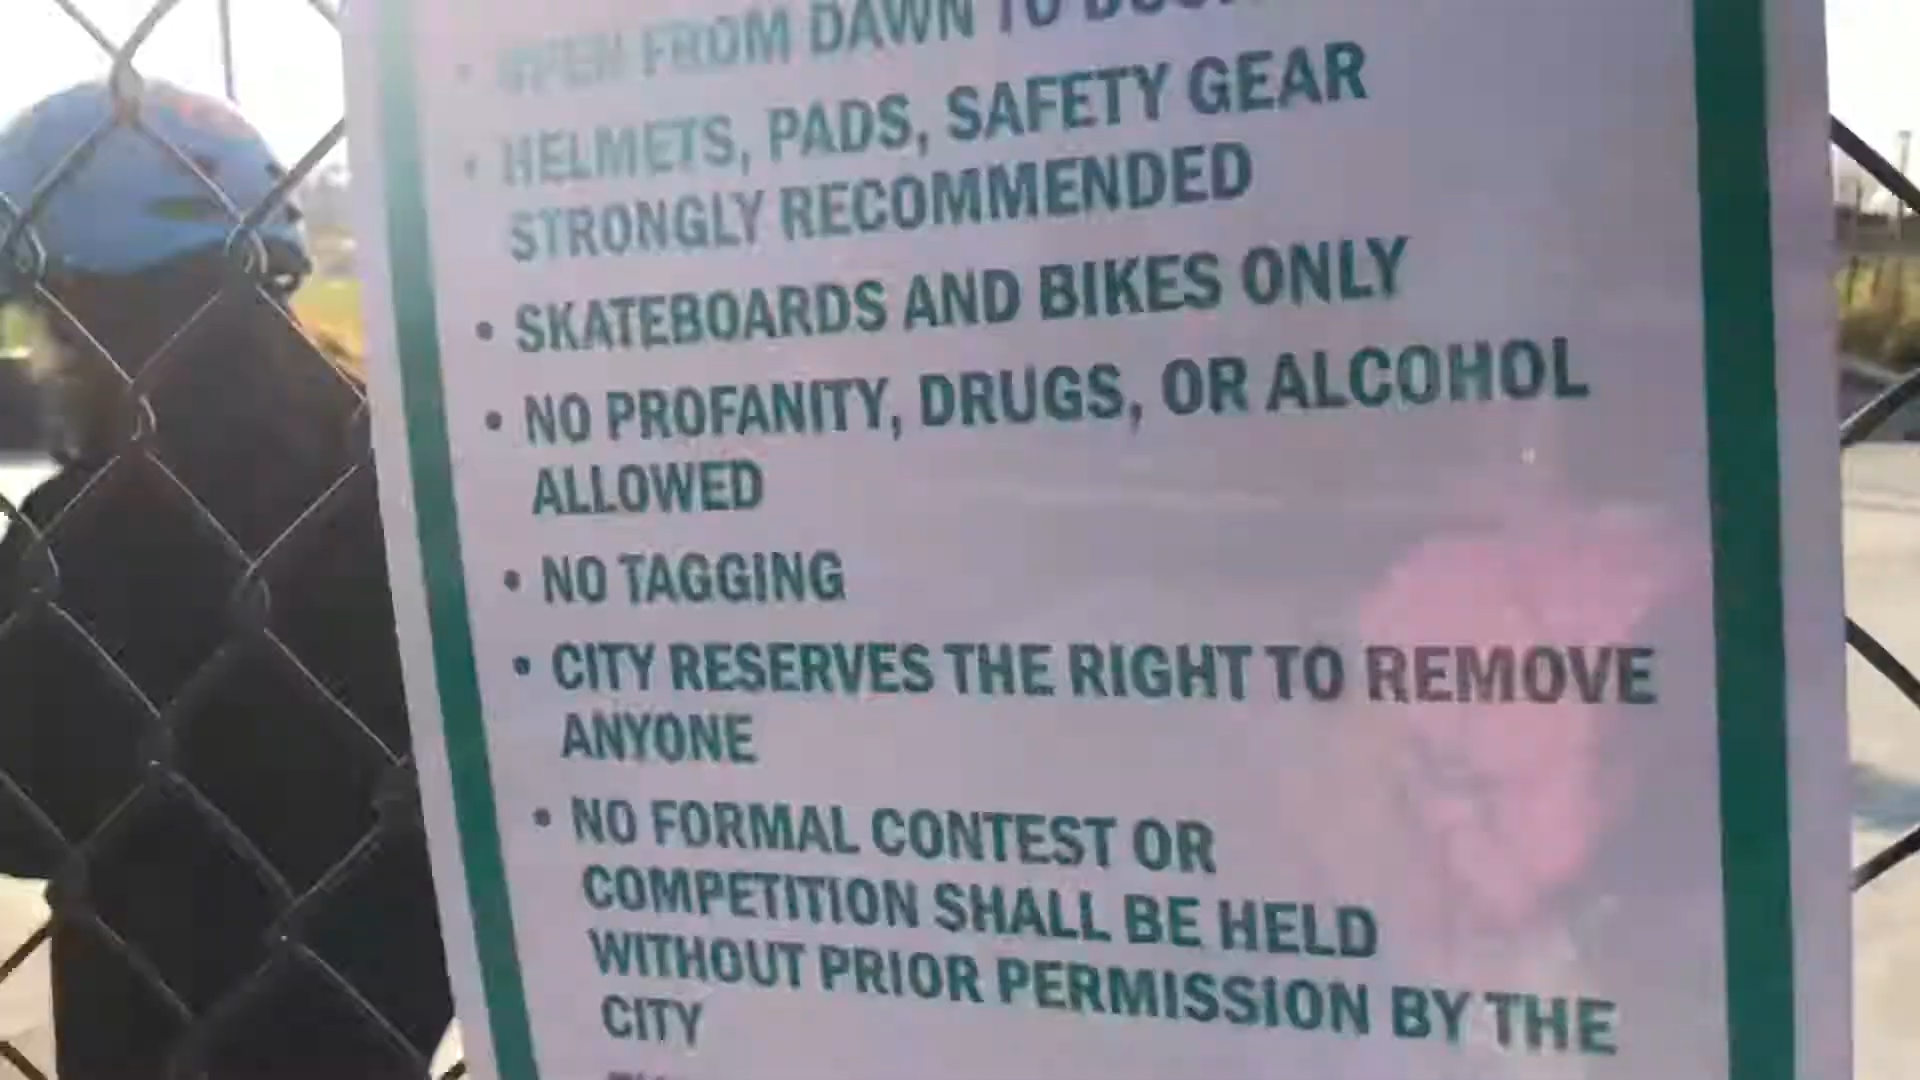 • OPEN FROM DAWN TO
• HELMETS, PADS, SAFETY GEAR
STRONGLY RECOMMENDED
• SKATEBOARDS AND BIKES ONLY
• NO PROFANITY, DRUGS, OR ALCOHOL
ALLOWED
• NO TAGGING
• CITY RESERVES THE RIGHT TO REMOVE
ANYONE
• NO FORMAL CONTEST OR
COMPETITION SHALL BE HELD
WITHOUT PRIOR PERMISSION BY THE
CITY